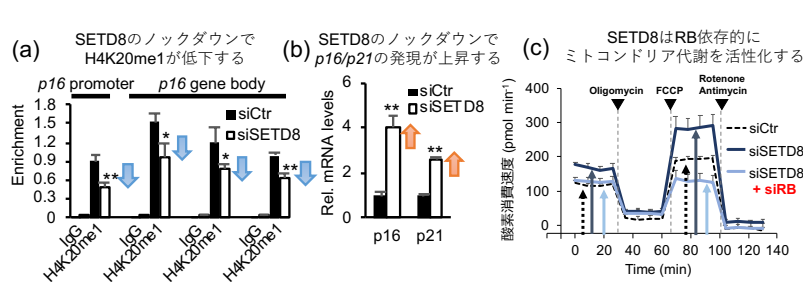 (a)
SETD8のノックダウンで
H4K20me1が低下する
p16 promoter
p16 gene body
siCtr
siSETD8
Enrichment
1.8
1.5
1.2
0.9
0.6
0.3
0
**
*
*
**
IgG
H4K20me1
IgG
H4K20me1
IgG
H4K20me1
IgG
H4K20me1
(b)
SETD8のノックダウンで
p16/p21の発現が上昇する
siCtr
siSETD8
Rel. mRNA levels
6
4
2
0
**
**
p16
p21
(c)
SETD8はRB依存的に
ミトコンドリア代謝を活性化する
酸素消費速度 (pmol min⁻¹)
400
300
200
100
0
Oligomycin
FCCP
Rotenone
Antimycin
siCtr
siSETD8
siSETD8
+ siRB
0
20
40
60
80
100
120
140
Time (min)